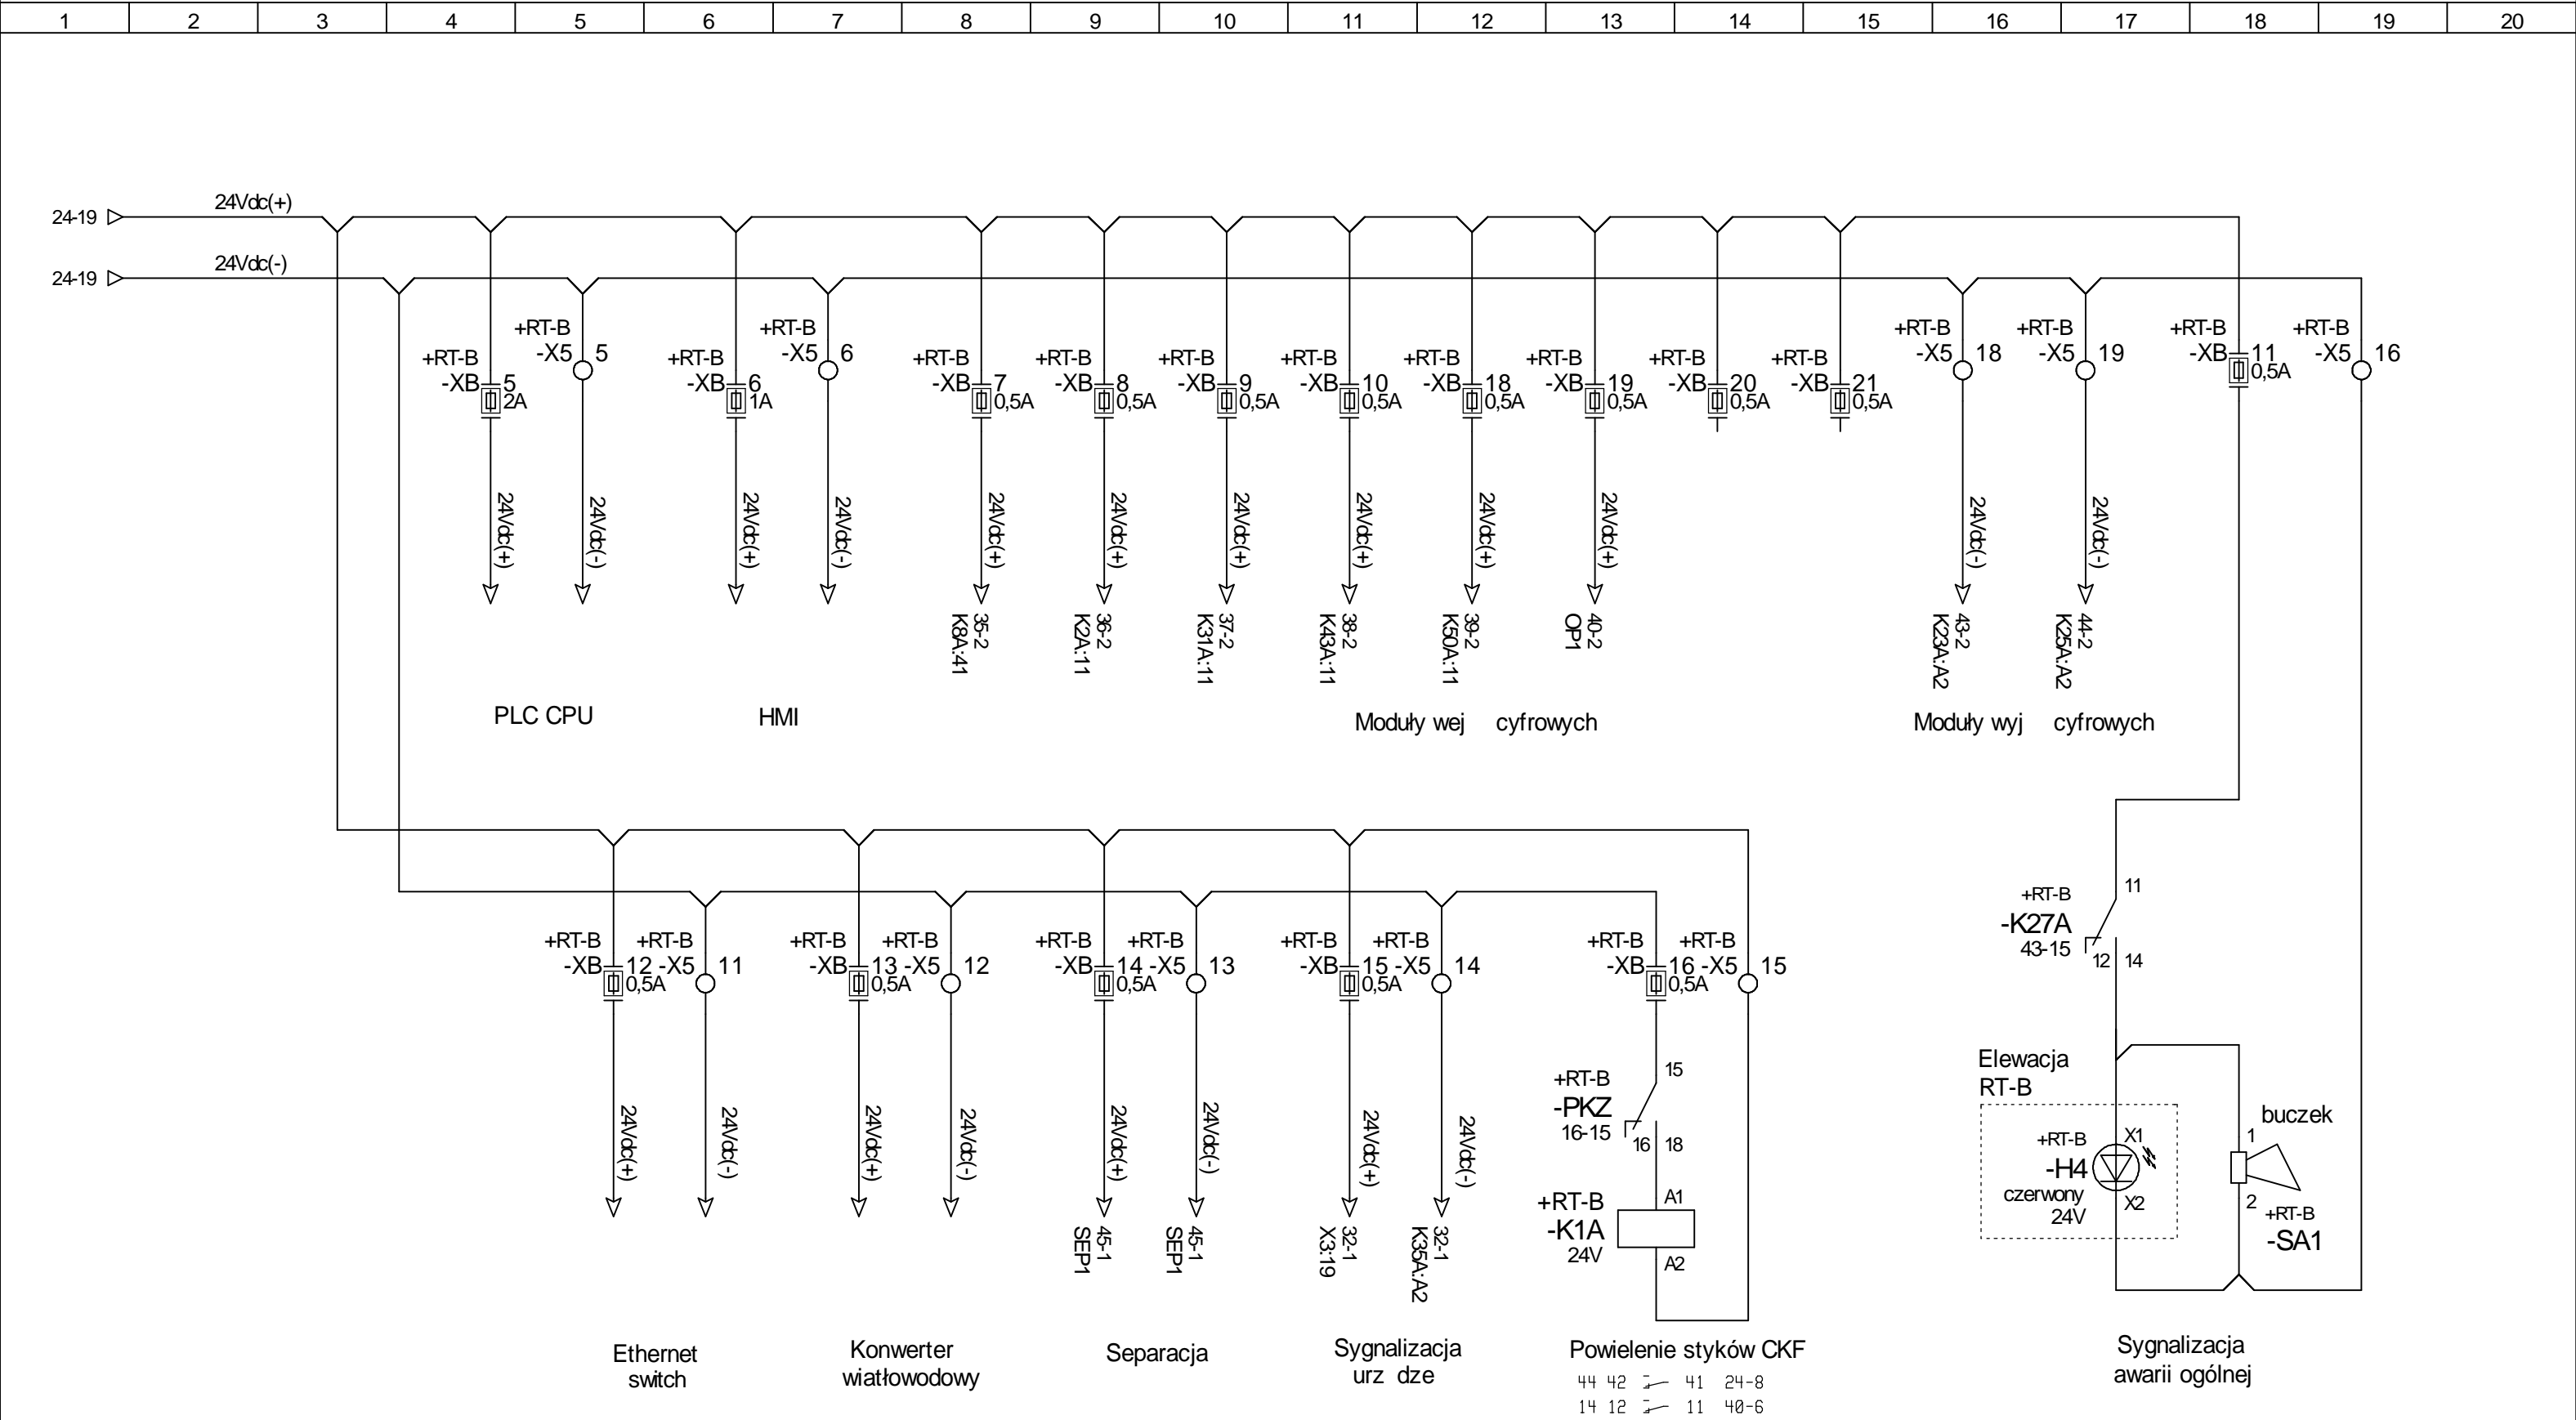 1 2 3 4 5 6 7 8 9 10 11 12 13 14 15 16 17 18 19 20
24-19 24Vdc(+)
24-19 24Vdc(-)
+RT-B
-XB 5
2A
24Vdc(+)
+RT-B
-X5 5
24Vdc(-)
PLC CPU
+RT-B
-XB 6
1A
24Vdc(+)
+RT-B
-X5 6
24Vdc(-)
HMI
+RT-B
-XB 7
0,5A
24Vdc(+)
35-2
K8A:41
+RT-B
-XB 8
0,5A
24Vdc(+)
36-2
K2A:11
+RT-B
-XB 9
0,5A
24Vdc(+)
37-2
K31A:11
+RT-B
-XB 10
0,5A
24Vdc(+)
38-2
K43A:11
+RT-B
-XB 18
0,5A
24Vdc(+)
39-2
K50A:11
+RT-B
-XB 19
0,5A
24Vdc(+)
40-2
OP1
+RT-B
-XB 20
0,5A
+RT-B
-XB 21
0,5A
Moduły wej cyfrowych
+RT-B
-X5 18
24Vdc(-)
43-2
K23A:A2
+RT-B
-X5 19
24Vdc(-)
44-2
K25A:A2
Moduły wyj cyfrowych
+RT-B
-XB 11
0,5A
+RT-B
-X5 16
+RT-B
-XB 12
0,5A
24Vdc(+)
+RT-B
-X5 11
24Vdc(-)
Ethernet
switch
+RT-B
-XB 13
0,5A
24Vdc(+)
+RT-B
-X5 12
24Vdc(-)
Konwerter
wiatłowodowy
+RT-B
-XB 14
0,5A
24Vdc(+)
45-1
SEP1
+RT-B
-X5 13
24Vdc(-)
45-1
SEP1
Separacja
+RT-B
-XB 15
0,5A
24Vdc(+)
32-1
X3:19
+RT-B
-X5 14
24Vdc(-)
32-1
K35A:A2
Sygnalizacja
urz dze
+RT-B
-XB 16
0,5A
+RT-B
-X5 15
15
+RT-B
-PKZ
16-15
16 18
A1
+RT-B
-K1A
24V
A2
Powielenie styków CKF
44 42 41 24-8
14 12 11 40-6
11
+RT-B
-K27A
43-15
12 14
Elewacja
RT-B
X1
+RT-B
-H4
czerwony
24V
X2
buczek
1
2
+RT-B
-SA1
Sygnalizacja
awarii ogólnej